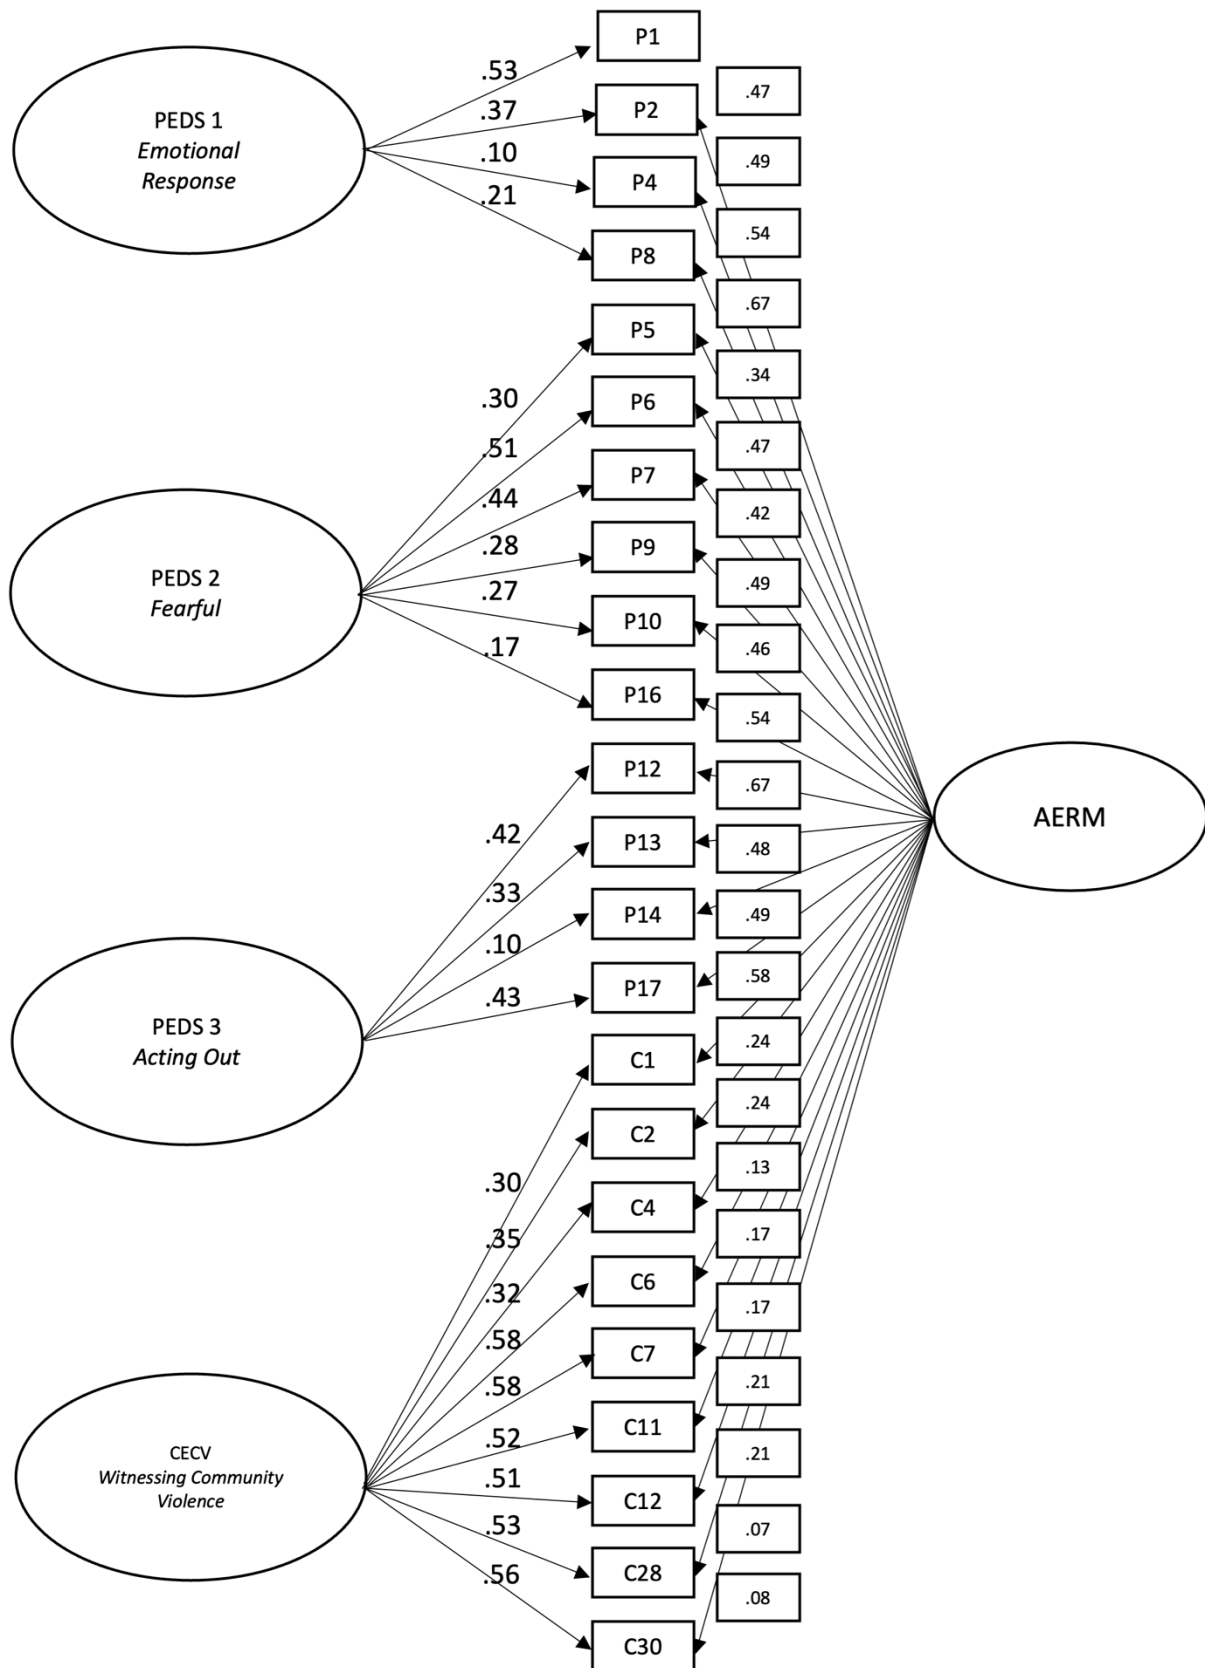 P1
.53
.47
.37
P2
PEDS 1
Emotional
Response
.10
.49
P4
.21
.54
P8
.67
P5
.30
.34
P6
.51
.47
P7
.44
.42
P9
.28
.49
PEDS 2
Fearful
.27
P10
.46
.17
P16
.54
P12
.67
AERM
.42
P13
.48
.33
P14
.49
.10
P17
.58
.43
PEDS 3
Acting Out
C1
.24
C2
.24
.30
.13
.35
C4
.17
.32
C6
.17
.58
C7
.21
.58
C11
.21
.52
CECV
Witnessing Community
Violence
.51
C12
.53
.07
C28
.56
.08
C30